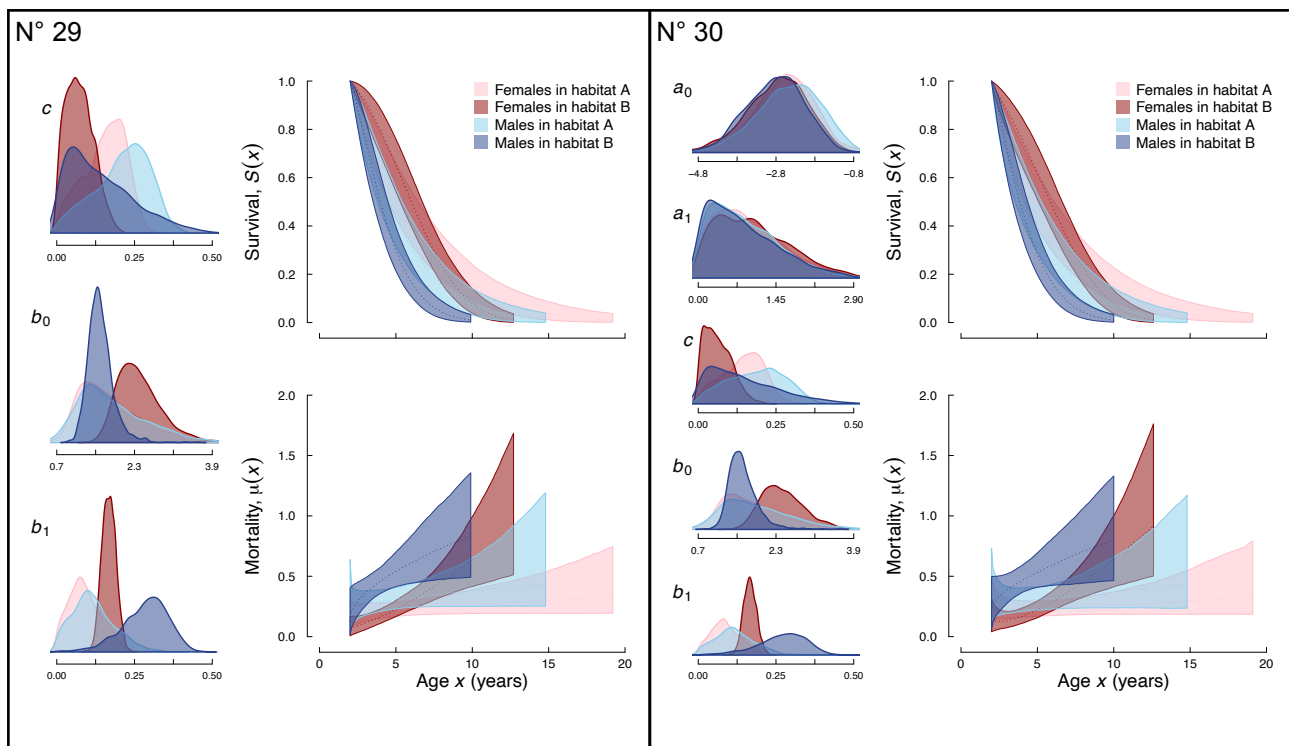 N° 29
c
0.00 0.25 0.50
b0
0.7 2.3 3.9
b1
0.00 0.25 0.50
Survival, S(x)
1.0
0.8
0.6
0.4
0.2
0.0
Females in habitat A
Females in habitat B
Males in habitat A
Males in habitat B
Mortality, μ(x)
2.0
1.5
1.0
0.5
0.0
0 5 10 15 20
Age x (years)
N° 30
a0
−4.8 −2.8 −0.8
a1
0.00 1.45 2.90
c
0.00 0.25 0.50
b0
0.7 2.3 3.9
b1
0.00 0.25 0.50
Survival, S(x)
1.0
0.8
0.6
0.4
0.2
0.0
Females in habitat A
Females in habitat B
Males in habitat A
Males in habitat B
Mortality, μ(x)
2.0
1.5
1.0
0.5
0.0
0 5 10 15 20
Age x (years)